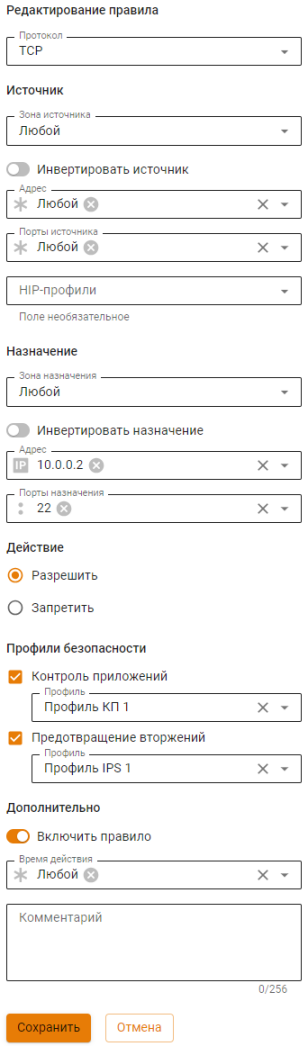 Редактирование правила
Протокол
TCP
Источник
Зона источника
Любой
Инвертировать источник
Адрес
Любой
Порты источника
Любой
HIP-профили
Поле необязательное
Назначение
Зона назначения
Любой
Инвертировать назначение
Адрес
IP 10.0.0.2
Порты назначения
22
Действие
Разрешить
Запретить
Профили безопасности
Контроль приложений
Профиль
Профиль КП 1
Предотвращение вторжений
Профиль
Профиль IPS 1
Дополнительно
Включить правило
Время действия
Любой
Комментарий
0/256
Сохранить Отмена